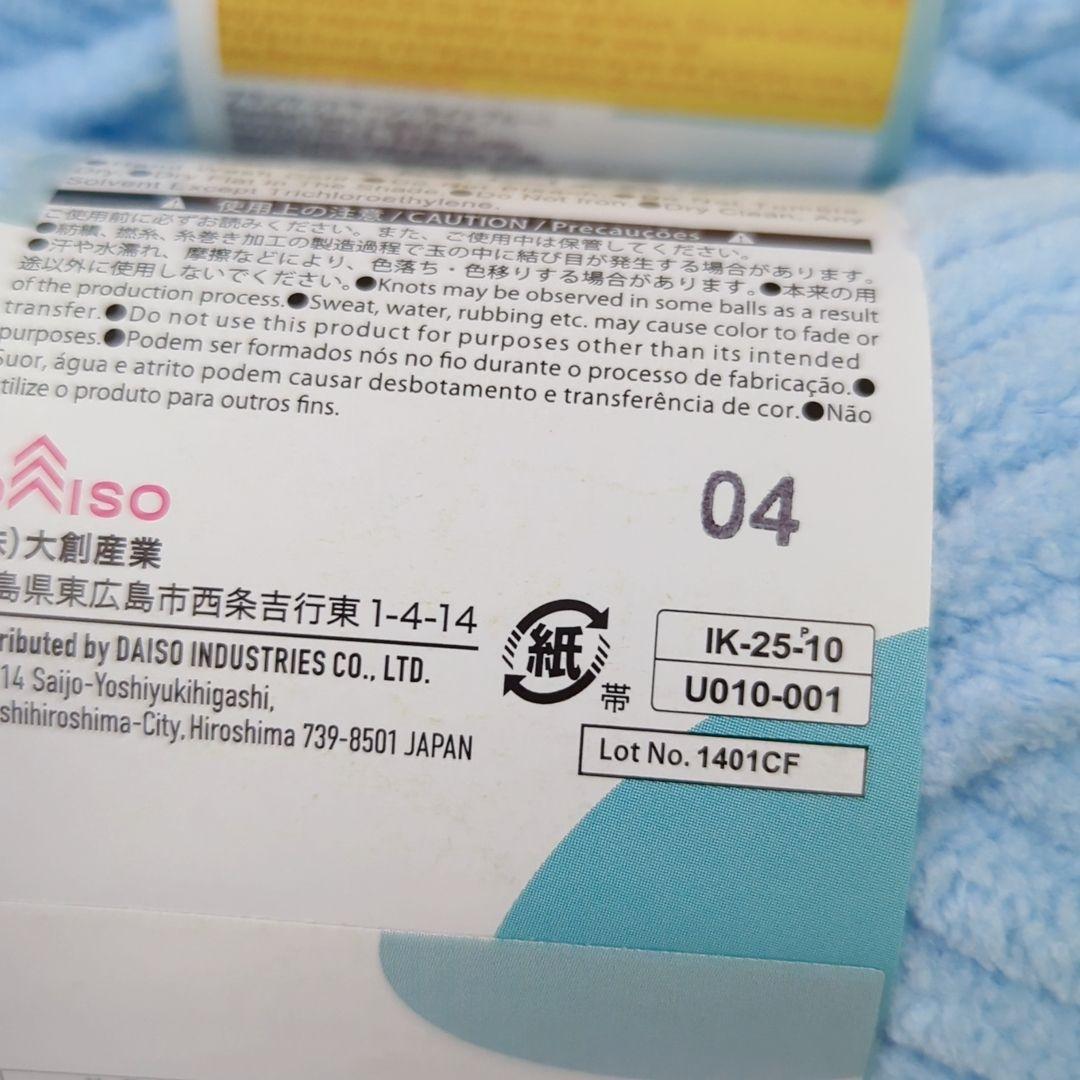 Solvent Except Trichloroethylene.
使用上の注意 / CAUTION / Precauções
ご使用前に必ずお読みください。また、ご使用中は保管してください。
●紡績、撚糸、糸巻き加工の製造過程で玉の中に結び目が発生する場合があります。
●汗や水濡れ、摩擦などにより、色落ち・色移りする場合があります。●本来の用
途以外に使用しないでください。●Knots may be observed in some balls as a result
of the production process.●Sweat, water, rubbing etc. may cause color to fade or
transfer.●Do not use this product for purposes other than its intended
purposes.●Podem ser formados nós no fio durante o processo de fabricação.●
Suor, água e atrito podem causar desbotamento e transferência de cor.●Não
tilize o produto para outros fins.
DAISO
04
)大創産業
島県東広島市西条吉行東1-4-14
ributed by DAISO INDUSTRIES CO., LTD.
14 Saijo-Yoshiyukihigashi,
shihiroshima-City, Hiroshima 739-8501 JAPAN
紙
帯
IK-25-P10
U010-001
Lot No. 1401CF